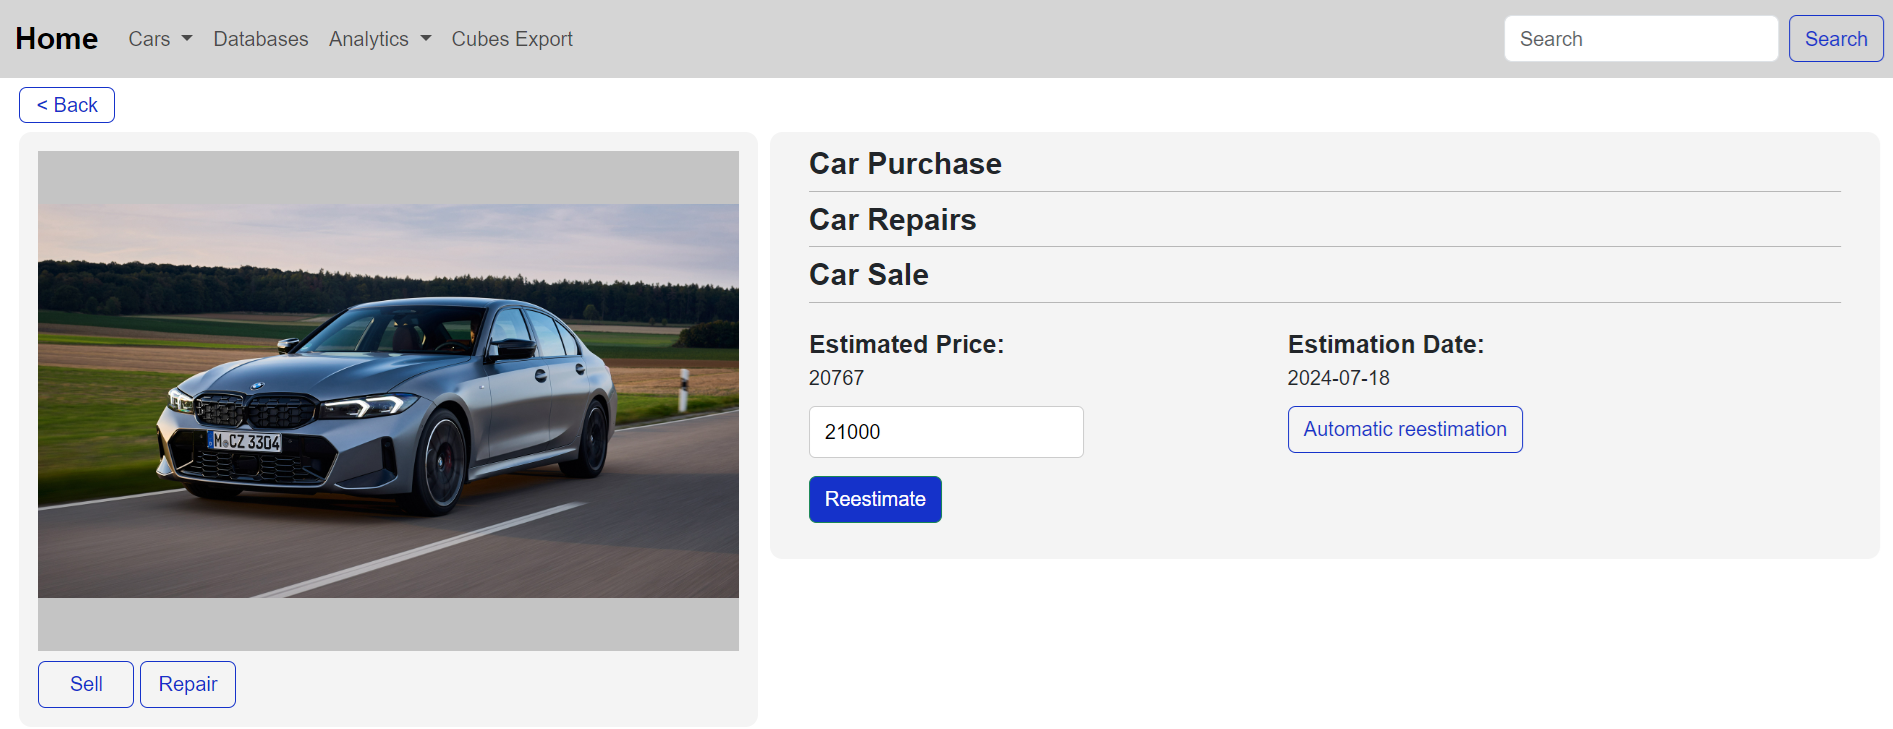 Home Cars Databases Analytics Cubes Export Search Search
< Back
M CZ 3304
Sell Repair
Car Purchase
Car Repairs
Car Sale
Estimated Price: Estimation Date:
20767 2024-07-18
21000 Automatic reestimation
Reestimate